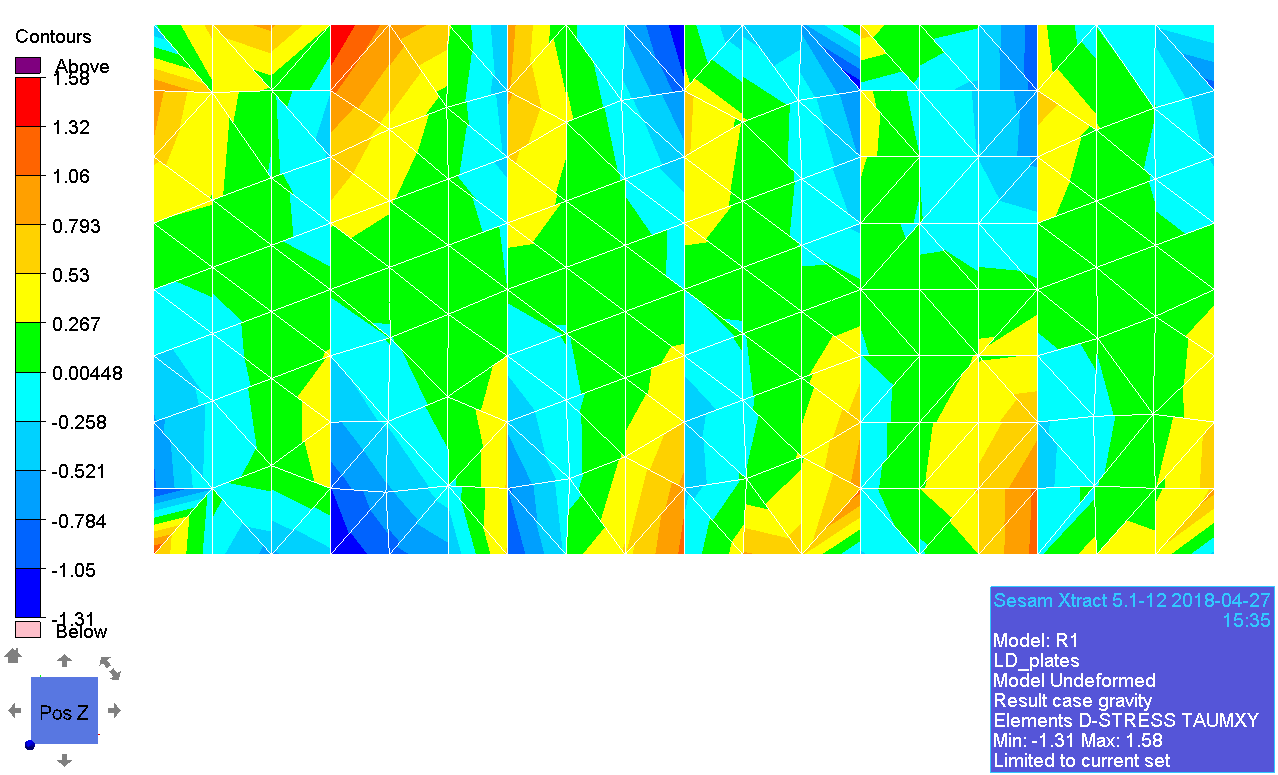 Contours
Above
1.58
1.32
1.06
0.793
0.53
0.267
0.00448
-0.258
-0.521
-0.784
-1.05
-1.31
Below
Pos Z
Sesam Xtract 5.1-12 2018-04-27
15:35
Model: R1
LD_plates
Model Undeformed
Result case gravity
Elements D-STRESS TAUMXY
Min: -1.31 Max: 1.58
Limited to current set